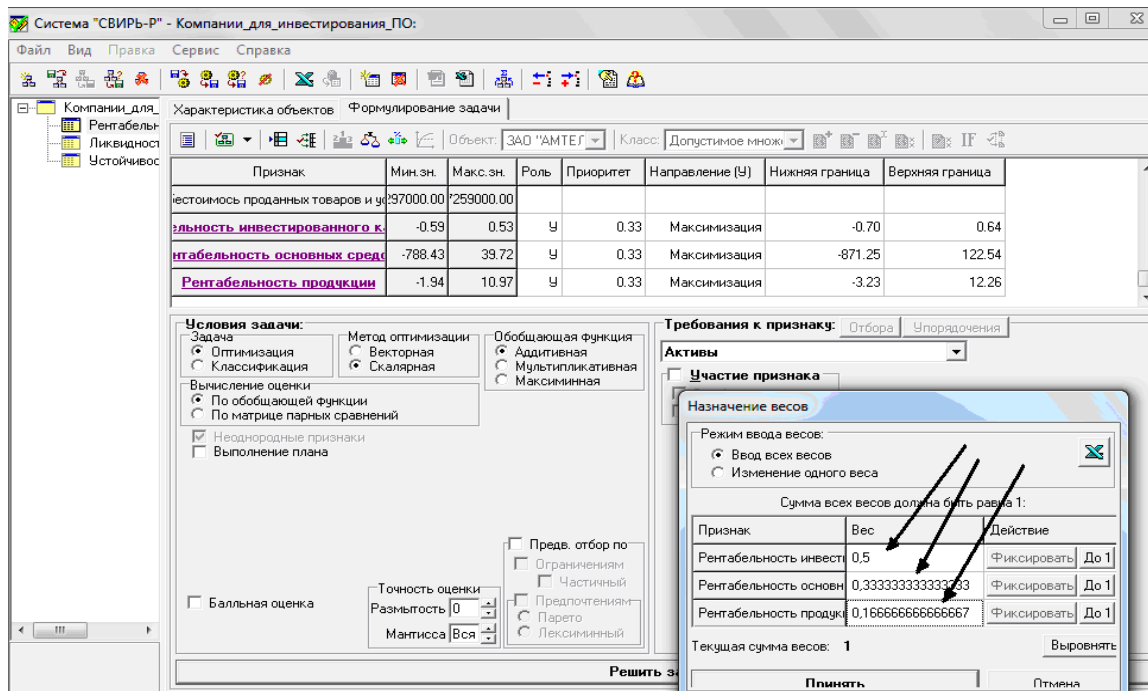 Система "СВИРЬ-Р" - Компании_для_инвестирования_ПО:
Файл Вид Правка Сервис Справка
Компании_для_
Рентабельн
Ликвидност
Устойчивос
Характеристика объектов Формулирование задачи
Объект: ЗАО "АМТЕЛ Класс: Допустимое множе IF
Признак Мин.зн. Макс.зн. Роль Приоритет Направление (У) Нижняя граница Верхняя граница
бестоимось проданных товаров и ус 297000.00 7259000.00
ельность инвестированного к -0.59 0.53 У 0.33 Максимизация -0.70 0.64
нтабельность основных средс -788.43 39.72 У 0.33 Максимизация -871.25 122.54
Рентабельность продукции -1.94 10.97 У 0.33 Максимизация -3.23 12.26
Условия задачи:
Задача
Оптимизация
Классификация
Метод оптимизации
Векторная
Скалярная
Обобщающая функция
Аддитивная
Мультипликативная
Максиминная
Вычисление оценки
По обобщающей функции
По матрице парных сравнений
Неоднородные признаки
Выполнение плана
Балльная оценка
Точность оценки
Размытость 0
Мантисса Вся
Предв. отбор по
Ограничениям
Частичный
Предпочтениям
Парето
Лексиминный
Требования к признаку: Отбора Упорядочения
Активы
Участие признака
Назначение весов
Режим ввода весов:
Ввод всех весов
Изменение одного веса
Сумма всех весов должна быть равна 1:
Признак Вес Действие
Рентабельность инвест 0,5 Фиксировать До 1
Рентабельность основн 0,333333333333333 Фиксировать До 1
Рентабельность продук 0,166666666666667 Фиксировать До 1
Текущая сумма весов: 1 Выровнять
Принять Отмена
Решить за